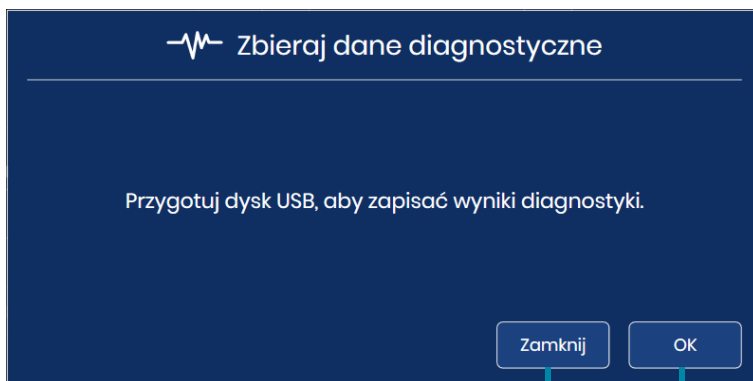 Zbieraj dane diagnostyczne
Przygotuj dysk USB, aby zapisać wyniki diagnostyki.
Zamknij OK